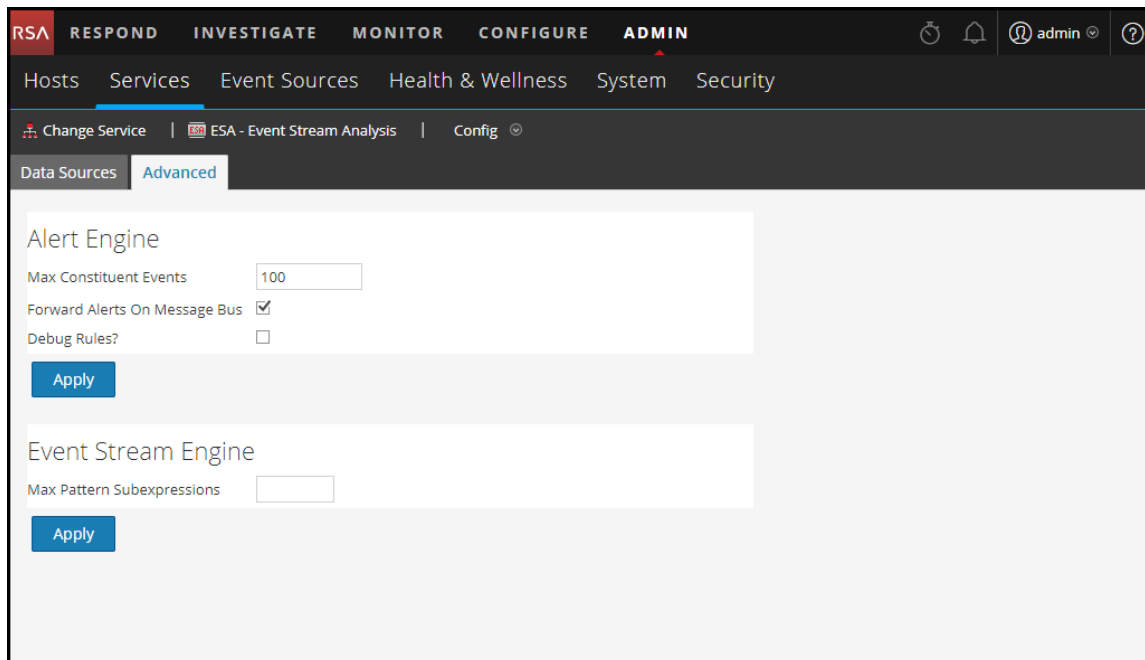 RSA RESPOND INVESTIGATE MONITOR CONFIGURE ADMIN admin ?
Hosts Services Event Sources Health & Wellness System Security
Change Service | ESA ESA - Event Stream Analysis | Config
Data Sources Advanced
Alert Engine
Max Constituent Events 100
Forward Alerts On Message Bus
Debug Rules?
Apply
Event Stream Engine
Max Pattern Subexpressions
Apply